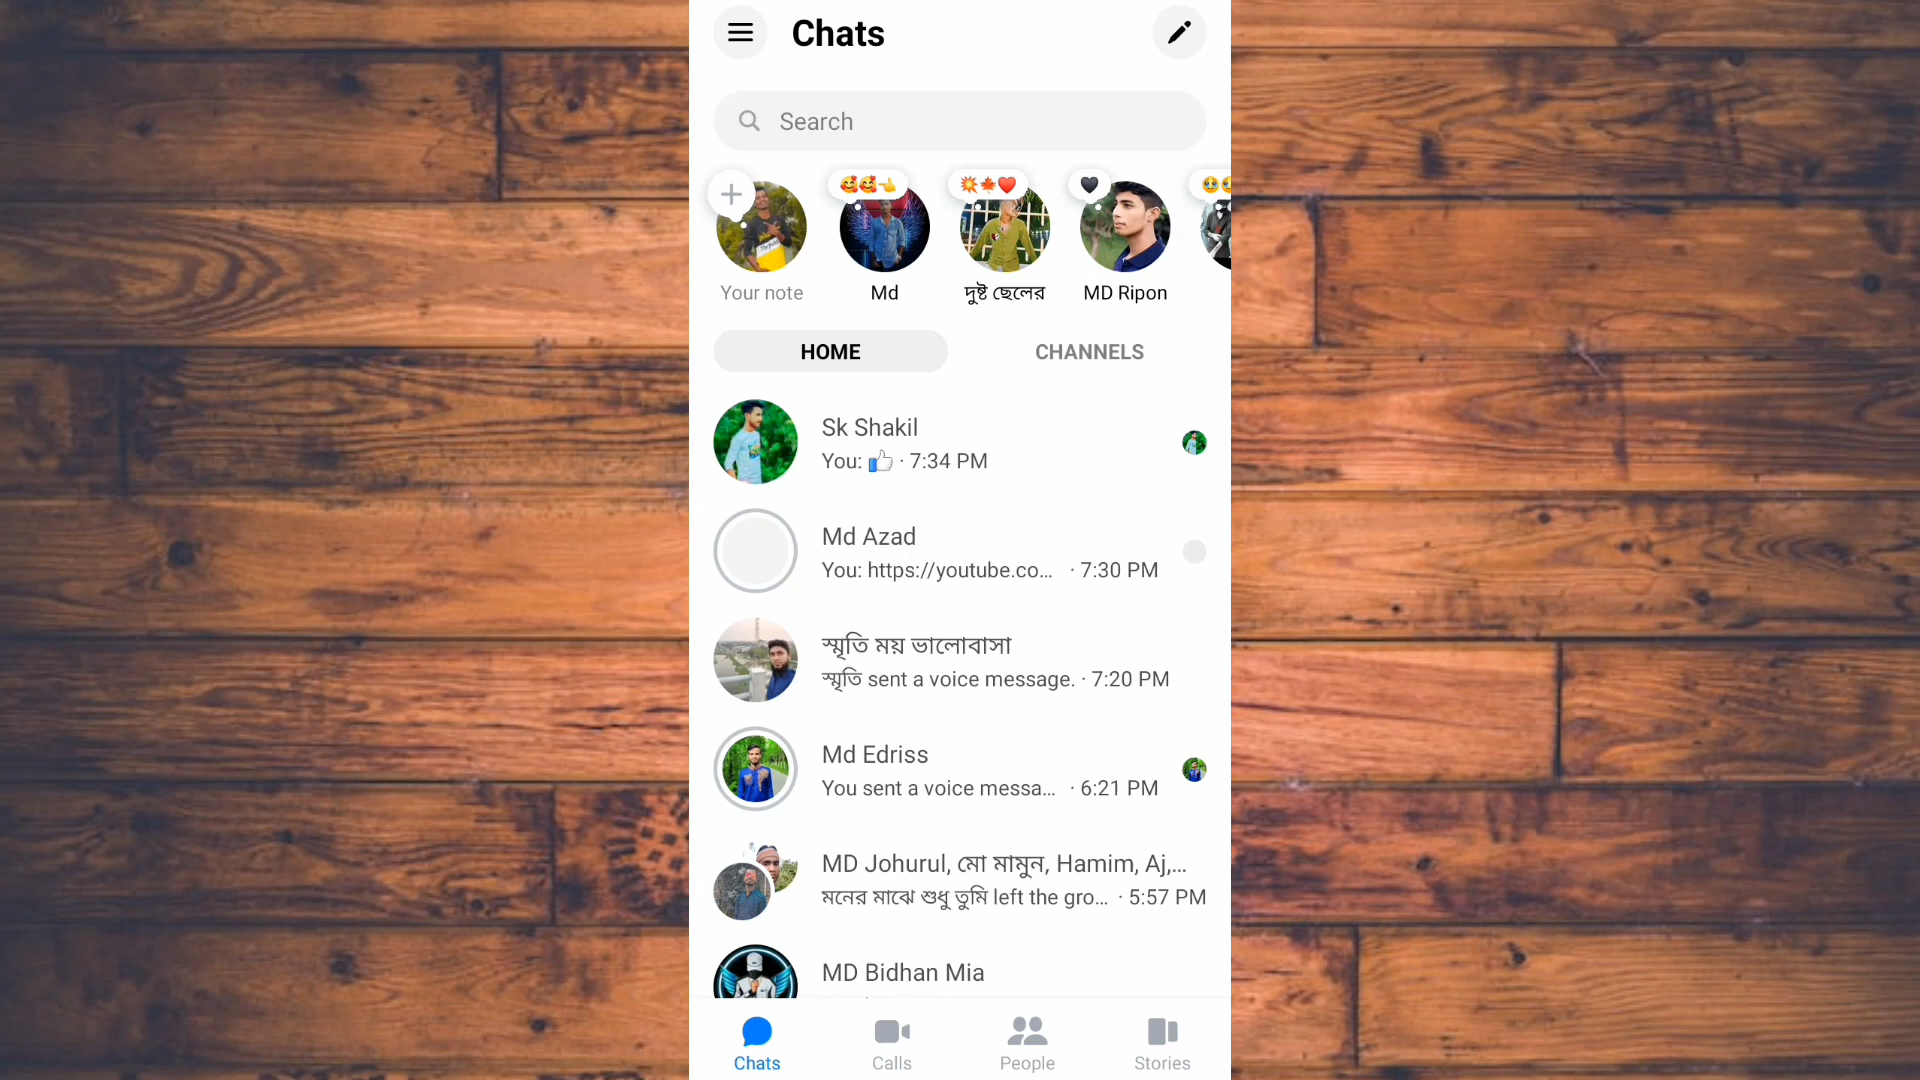 Chats
Search
Your note
Md
দুষ্ট ছেলের
MD Ripon
HOME
CHANNELS
Sk Shakil
You: 👍 · 7:34 PM
Md Azad
You: https://youtube.co... · 7:30 PM
স্মৃতি ময় ভালোবাসা
স্মৃতি sent a voice message. · 7:20 PM
Md Edriss
You sent a voice messa... · 6:21 PM
MD Johurul, মো মামুন, Hamim, Aj,...
মনের মাঝে শুধু তুমি left the gro... · 5:57 PM
MD Bidhan Mia
Chats
Calls
People
Stories